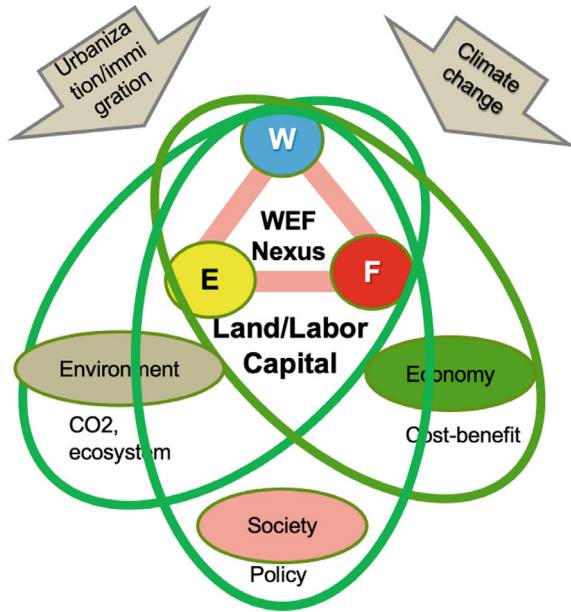 Urbaniza
tion/immi
gration
Climate
change
W
WEF
Nexus
E
F
Land/Labor
Capital
Environment
Economy
CO2,
ecosystem
Cost-benefit
Society
Policy